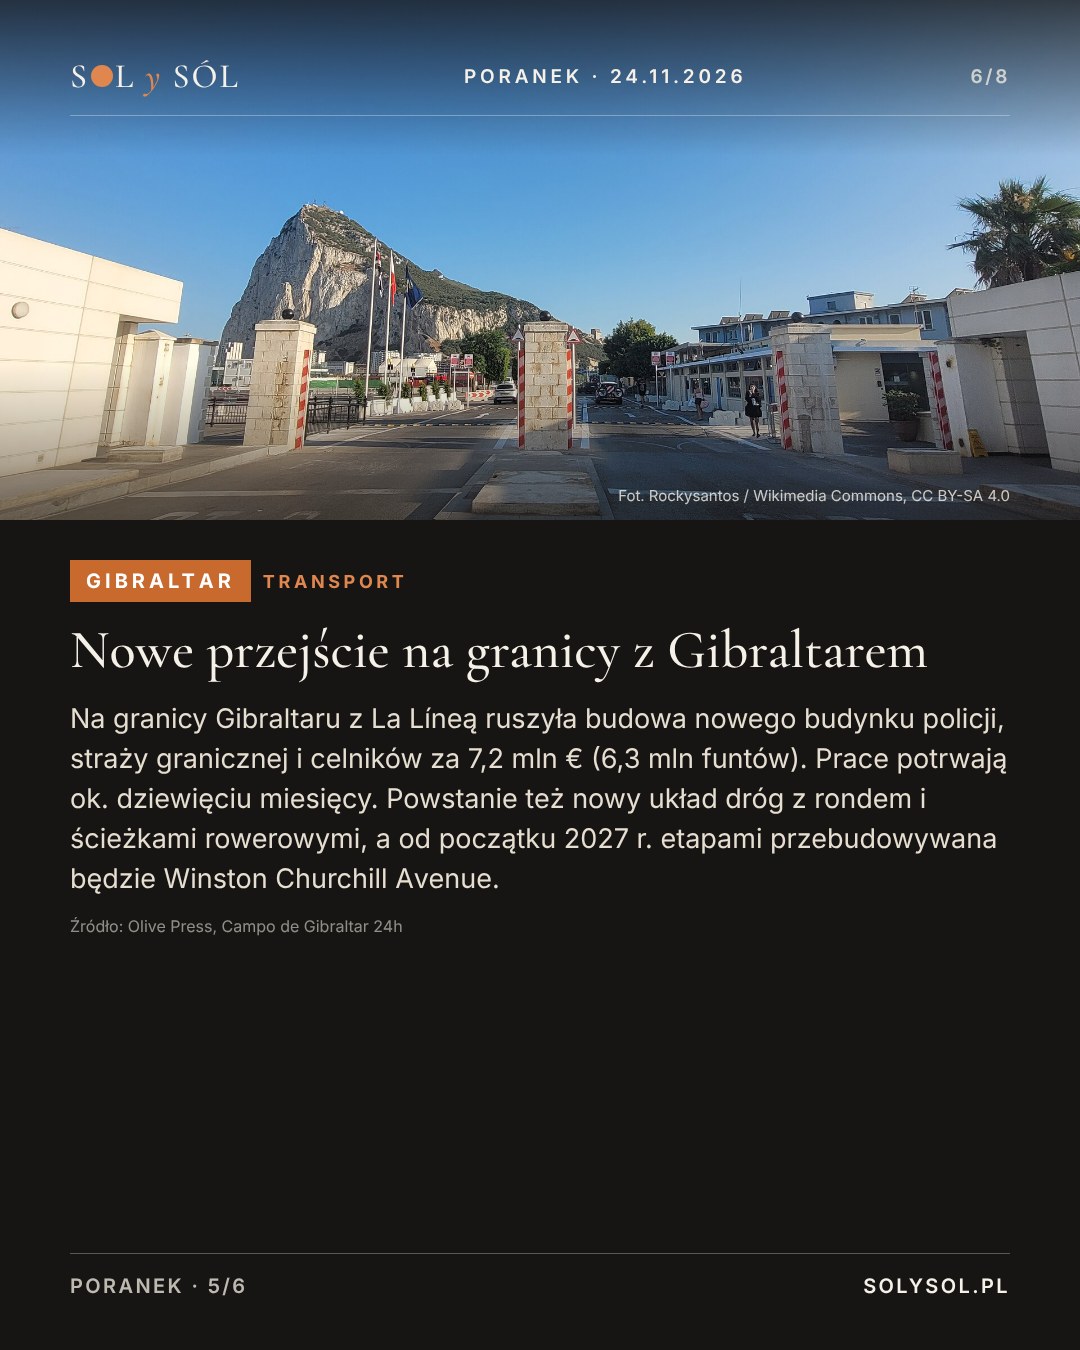 SOL y SÓL
PORANEK · 24.11.2026
6/8
Fot. Rockysantos / Wikimedia Commons, CC BY-SA 4.0
GIBRALTAR
TRANSPORT
Nowe przejście na granicy z Gibraltarem
Na granicy Gibraltaru z La Líneą ruszyła budowa nowego budynku policji,
straży granicznej i celników za 7,2 mln € (6,3 mln funtów). Prace potrwają
ok. dziewięciu miesięcy. Powstanie też nowy układ dróg z rondem i
ścieżkami rowerowymi, a od początku 2027 r. etapami przebudowywana
będzie Winston Churchill Avenue.
Źródło: Olive Press, Campo de Gibraltar 24h
PORANEK · 5/6
SOLYSOL.PL